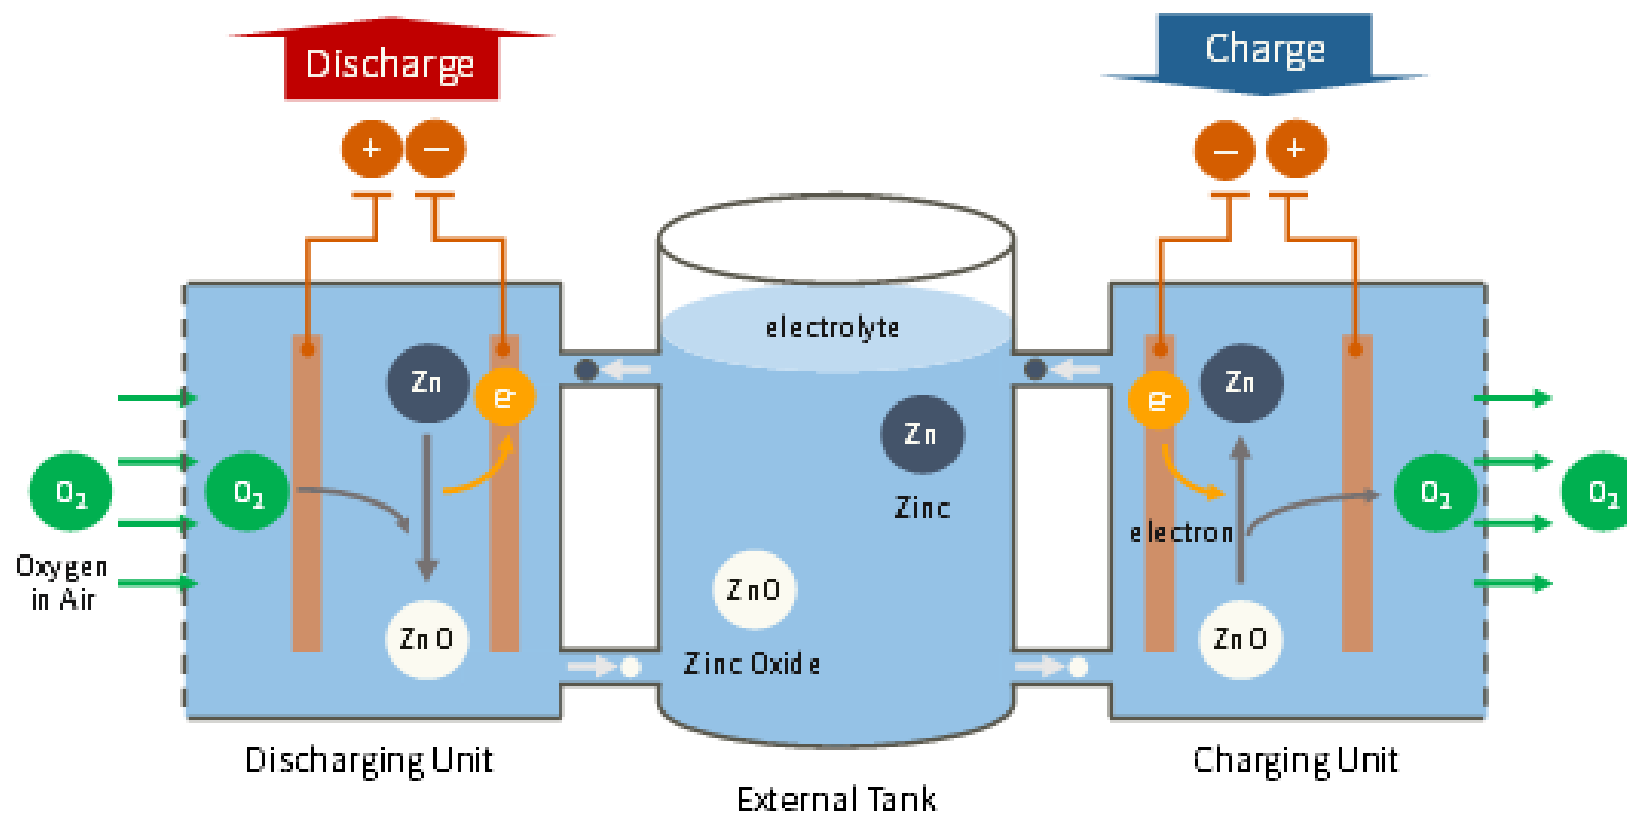 Discharge
Charge
+ −
− +
electrolyte
Zn
e-
Zn
Zinc
e-
Zn
O2
O2
electron
O2
O2
Oxygen
in Air
ZnO
Zinc Oxide
ZnO
ZnO
Discharging Unit
Charging Unit
External Tank